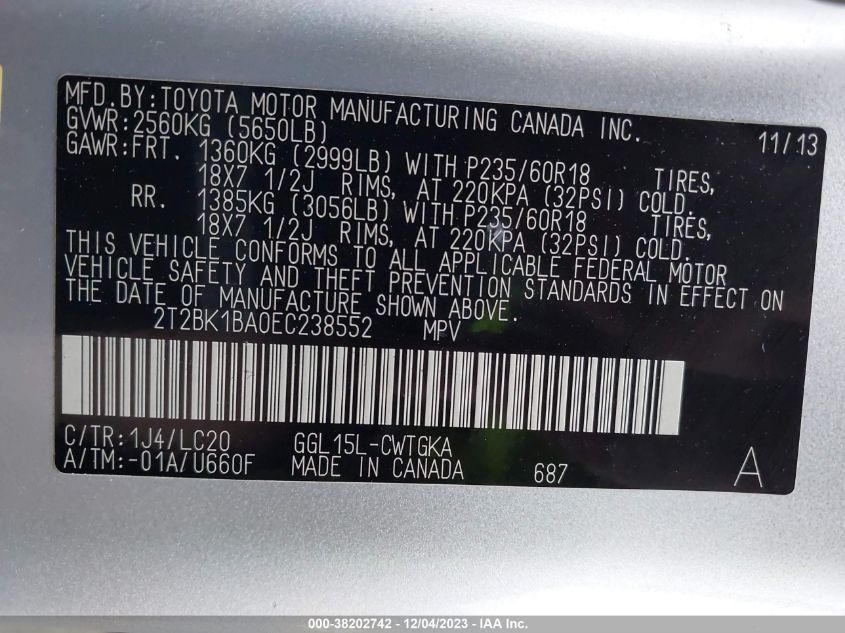 MFD.BY:TOYOTA MOTOR MANUFACTURING CANADA INC.
GVWR:2560KG (5650LB) 11/13
GAWR:FRT. 1360KG (2999LB) WITH P235/60R18 TIRES,
18X7 1/2J RIMS, AT 220KPA (32PSI) COLD.
RR. 1385KG (3056LB) WITH P235/60R18 TIRES,
18X7 1/2J RIMS, AT 220KPA (32PSI) COLD.
THIS VEHICLE CONFORMS TO ALL APPLICABLE FEDERAL MOTOR
VEHICLE SAFETY AND THEFT PREVENTION STANDARDS IN EFFECT ON
THE DATE OF MANUFACTURE SHOWN ABOVE.
2T2BK1BA0EC238552 MPV
C/TR:1J4/LC20 GGL15L-CWTGKA
A/TM:-01A/U660F MADE IN CANADA 687 A
000-38202742 - 12/04/2023 - IAA Inc.